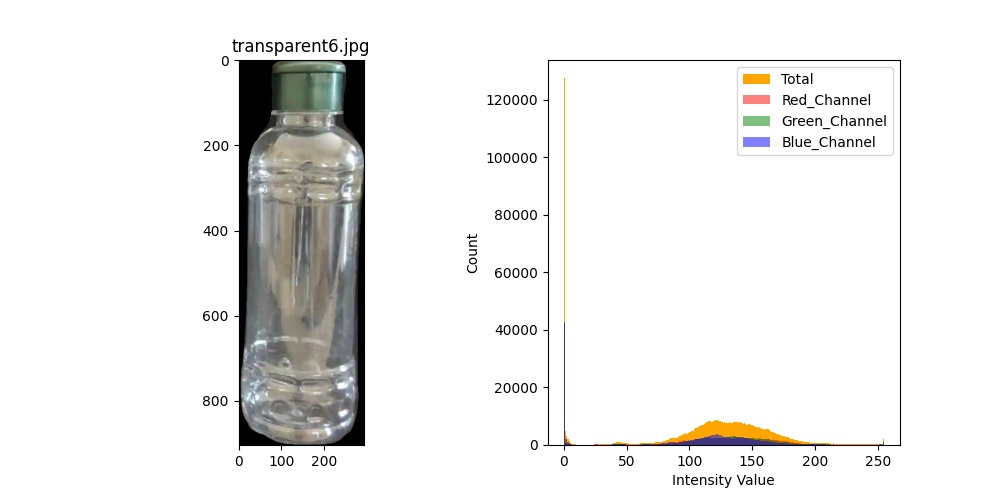 transparent6.jpg
0
200
400
600
800
0 100 200
Count
120000
100000
80000
60000
40000
20000
0
0 50 100 150 200 250
Intensity Value
Total
Red_Channel
Green_Channel
Blue_Channel